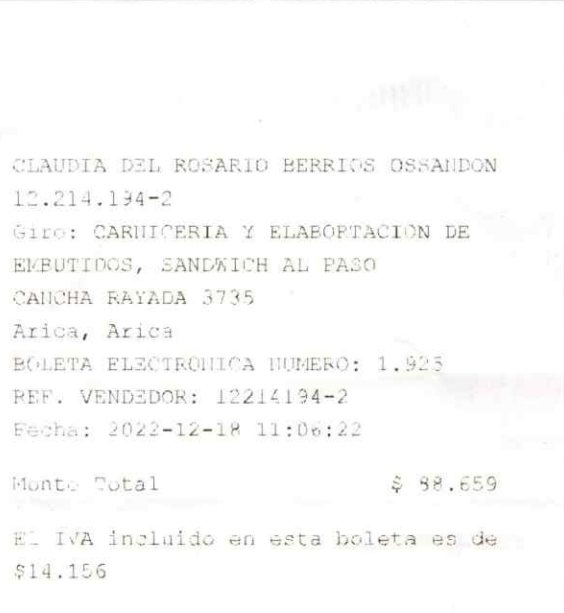 CLAUDIA DEL ROSARIO BERRIOS OSSANDON
12.214.194-2
Giro: CARNICERIA Y ELABORTACION DE
EMBUTIDOS, SANDWICH AL PASO
CANCHA RAYADA 3735
Arica, Arica
BOLETA ELECTRONICA NUMERO: 1.925
REF. VENDEDOR: 12214194-2
Fecha: 2022-12-18 11:06:22
Monto Total $ 88.659
El IVA incluido en esta boleta es de
$14.156